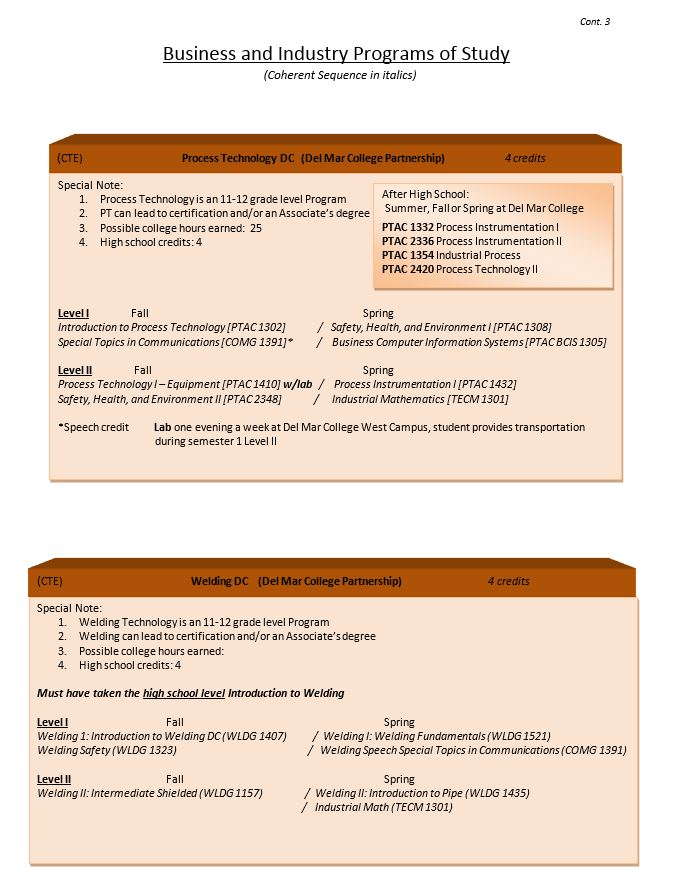 Cont. 3
Business and Industry Programs of Study
(Coherent Sequence in italics)
(CTE) Process Technology DC (Del Mar College Partnership) 4 credits
Special Note:
1. Process Technology is an 11-12 grade level Program
2. PT can lead to certification and/or an Associate's degree
3. Possible college hours earned: 25
4. High school credits: 4
After High School:
Summer, Fall or Spring at Del Mar College
PTAC 1332 Process Instrumentation I
PTAC 2336 Process Instrumentation II
PTAC 1354 Industrial Process
PTAC 2420 Process Technology II
Level I Fall Spring
Introduction to Process Technology [PTAC 1302] / Safety, Health, and Environment I [PTAC 1308]
Special Topics in Communications [COMG 1391]* / Business Computer Information Systems [PTAC BCIS 1305]
Level II Fall Spring
Process Technology I – Equipment [PTAC 1410] w/lab / Process Instrumentation I [PTAC 1432]
Safety, Health, and Environment II [PTAC 2348] / Industrial Mathematics [TECM 1301]
*Speech credit Lab one evening a week at Del Mar College West Campus, student provides transportation
during semester 1 Level II
(CTE) Welding DC (Del Mar College Partnership) 4 credits
Special Note:
1. Welding Technology is an 11-12 grade level Program
2. Welding can lead to certification and/or an Associate's degree
3. Possible college hours earned:
4. High school credits: 4
Must have taken the high school level Introduction to Welding
Level I Fall Spring
Welding 1: Introduction to Welding DC (WLDG 1407) / Welding I: Welding Fundamentals (WLDG 1521)
Welding Safety (WLDG 1323) / Welding Speech Special Topics in Communications (COMG 1391)
Level II Fall Spring
Welding II: Intermediate Shielded (WLDG 1157) / Welding II: Introduction to Pipe (WLDG 1435)
/ Industrial Math (TECM 1301)